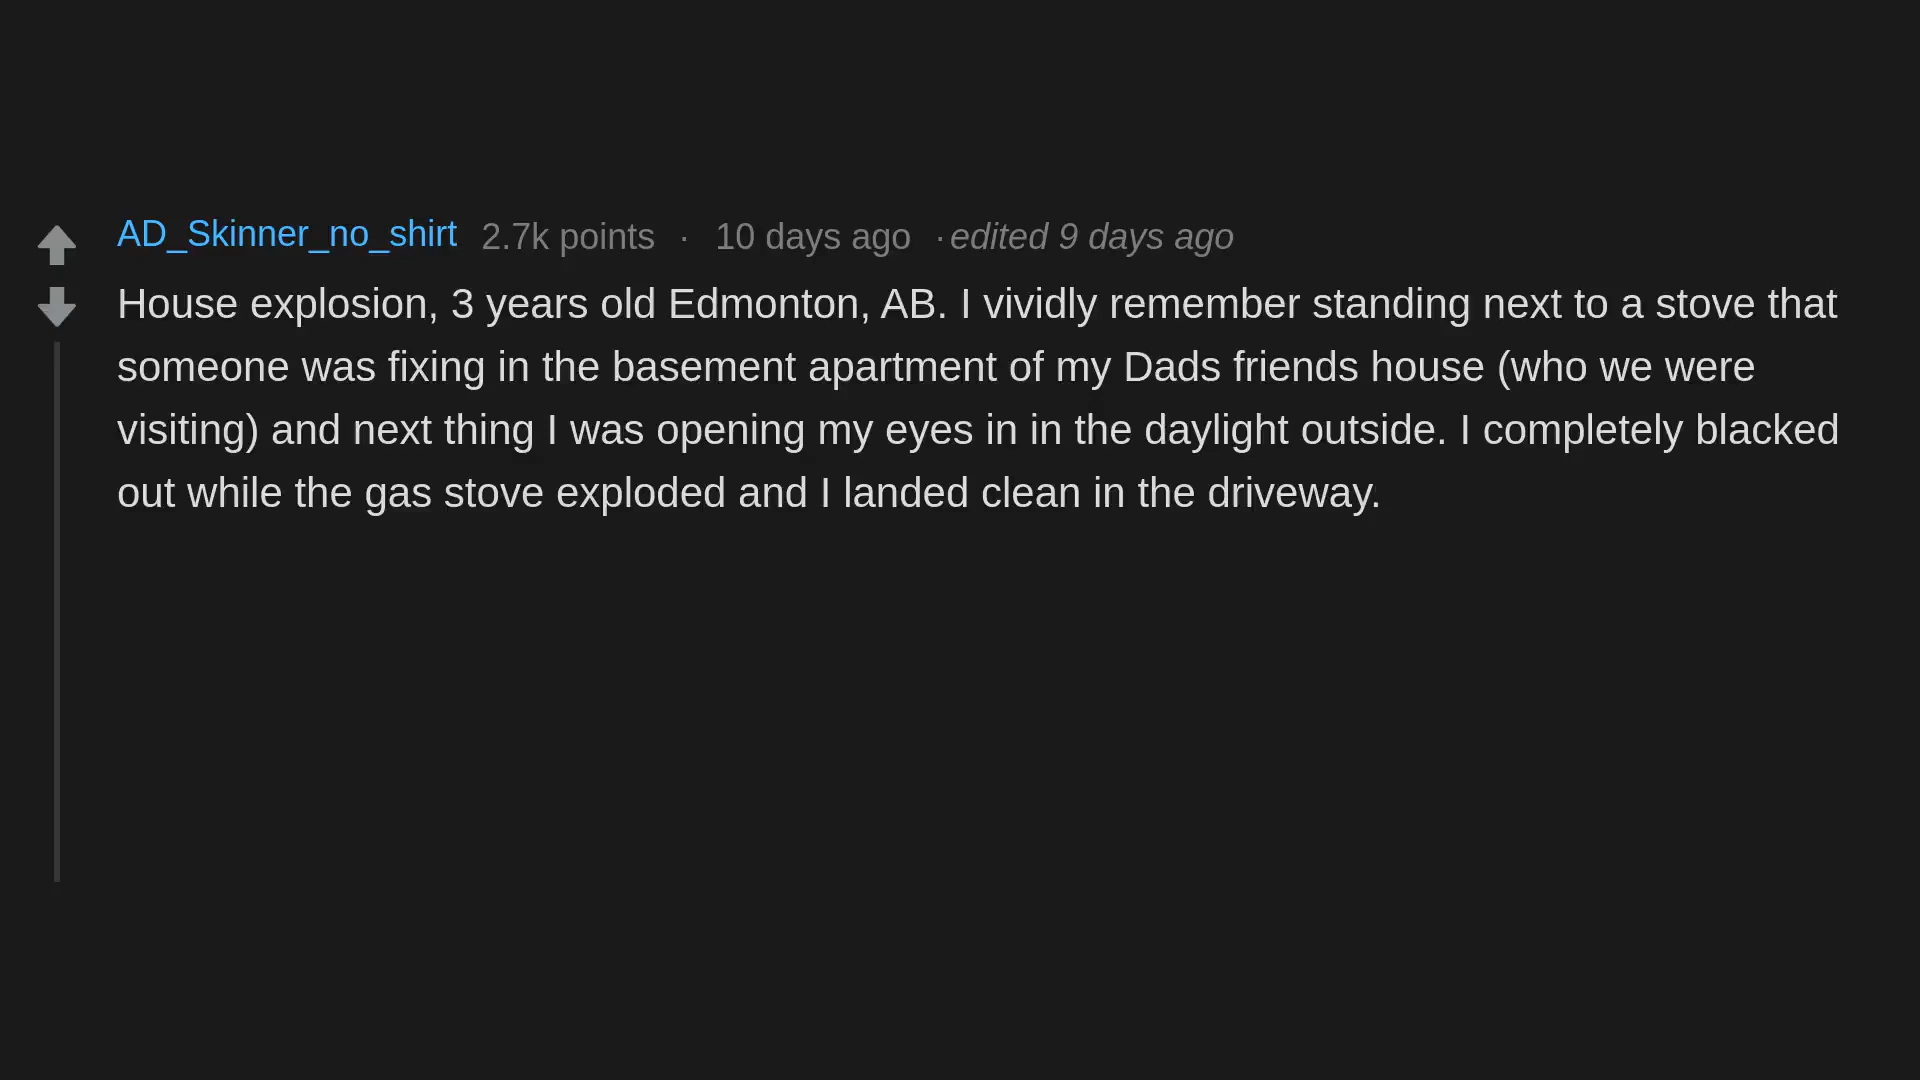 AD_Skinner_no_shirt 2.7k points · 10 days ago · edited 9 days ago
House explosion, 3 years old Edmonton, AB. I vividly remember standing next to a stove that
someone was fixing in the basement apartment of my Dads friends house (who we were
visiting) and next thing I was opening my eyes in in the daylight outside. I completely blacked
out while the gas stove exploded and I landed clean in the driveway.